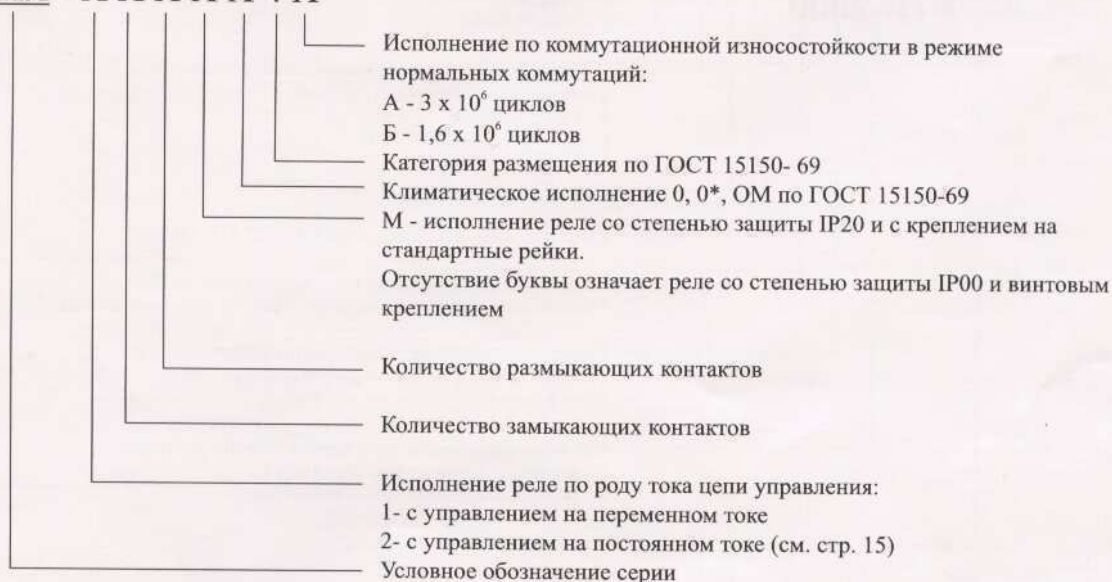 Исполнение по коммутационной износостойкости в режиме
нормальных коммутаций:
А - 3 х 10⁶ циклов
Б - 1,6 х 10⁶ циклов
Категория размещения по ГОСТ 15150- 69
Климатическое исполнение 0, 0*, ОМ по ГОСТ 15150-69
М - исполнение реле со степенью защиты IP20 и с креплением на
стандартные рейки.
Отсутствие буквы означает реле со степенью защиты IP00 и винтовым
креплением
Количество размыкающих контактов
Количество замыкающих контактов
Исполнение реле по роду тока цепи управления:
1- с управлением на переменном токе
2- с управлением на постоянном токе (см. стр. 15)
Условное обозначение серии